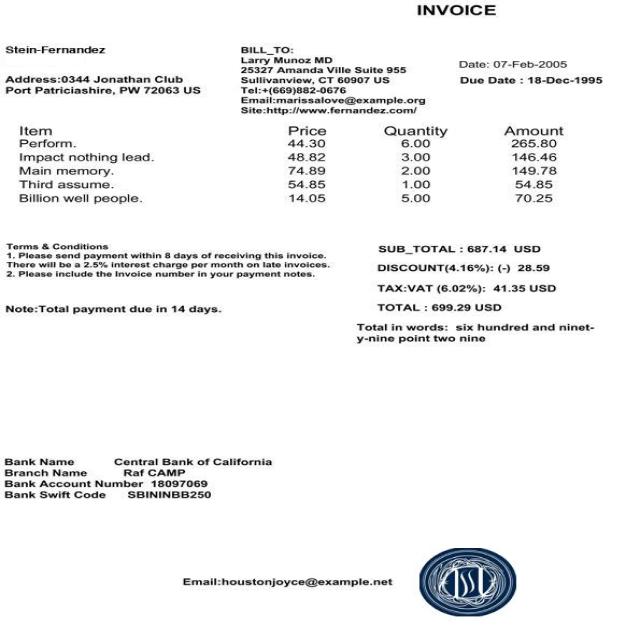 INVOICE
Stein-Fernandez
Address:0344 Jonathan Club
Port Patriciashire, PW 72063 US
BILL_TO:
Larry Munoz MD
25327 Amanda Ville Suite 955
Sullivanview, CT 60907 US
Tel:+(669)882-0676
Email:marissalove@example.org
Site:http://www.fernandez.com/
Date: 07-Feb-2005
Due Date : 18-Dec-1995
Item Price Quantity Amount
Perform. 44.30 6.00 265.80
Impact nothing lead. 48.82 3.00 146.46
Main memory. 74.89 2.00 149.78
Third assume. 54.85 1.00 54.85
Billion well people. 14.05 5.00 70.25
Terms & Conditions
1. Please send payment within 8 days of receiving this invoice.
There will be a 2.5% interest charge per month on late invoices.
2. Please include the Invoice number in your payment notes.
Note:Total payment due in 14 days.
SUB_TOTAL : 687.14 USD
DISCOUNT(4.16%): (-) 28.59
TAX:VAT (6.02%): 41.35 USD
TOTAL : 699.29 USD
Total in words: six hundred and ninet-
y-nine point two nine
Bank Name Central Bank of California
Branch Name Raf CAMP
Bank Account Number 18097069
Bank Swift Code SBININBB250
Email:houstonjoyce@example.net